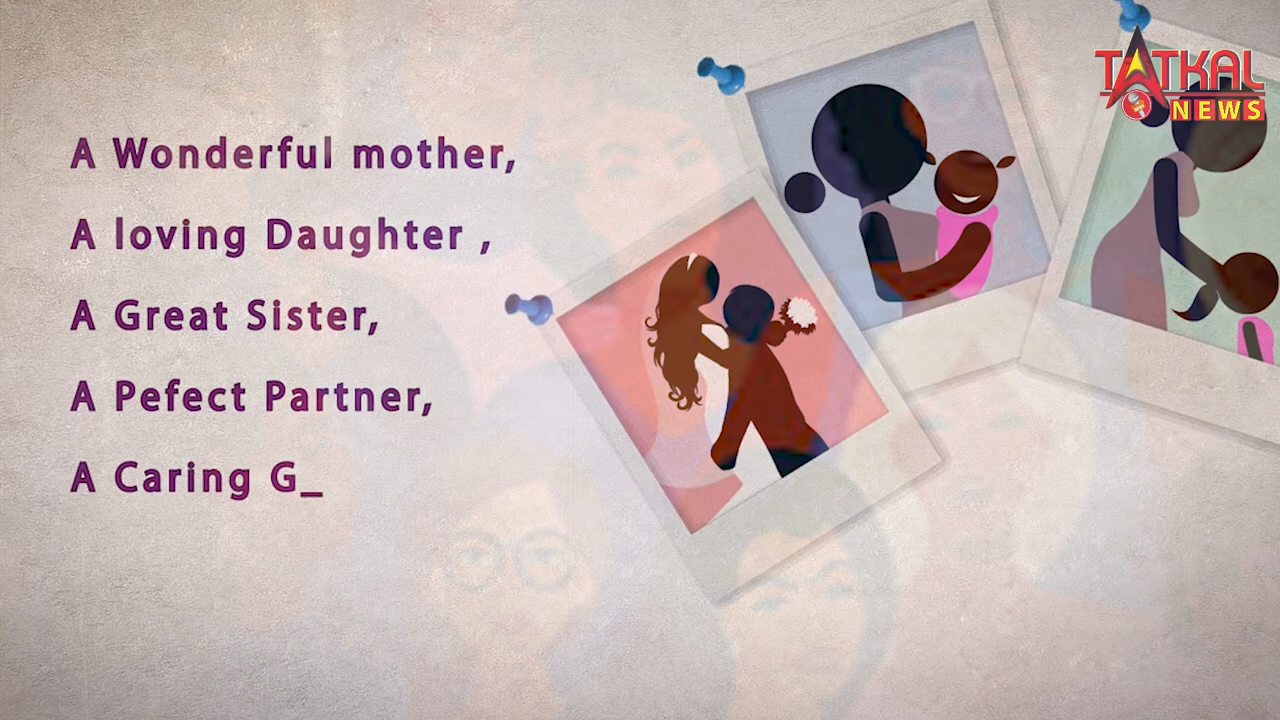 TATKAL
NEWS
A Wonderful mother,
A loving Daughter ,
A Great Sister,
A Pefect Partner,
A Caring G_